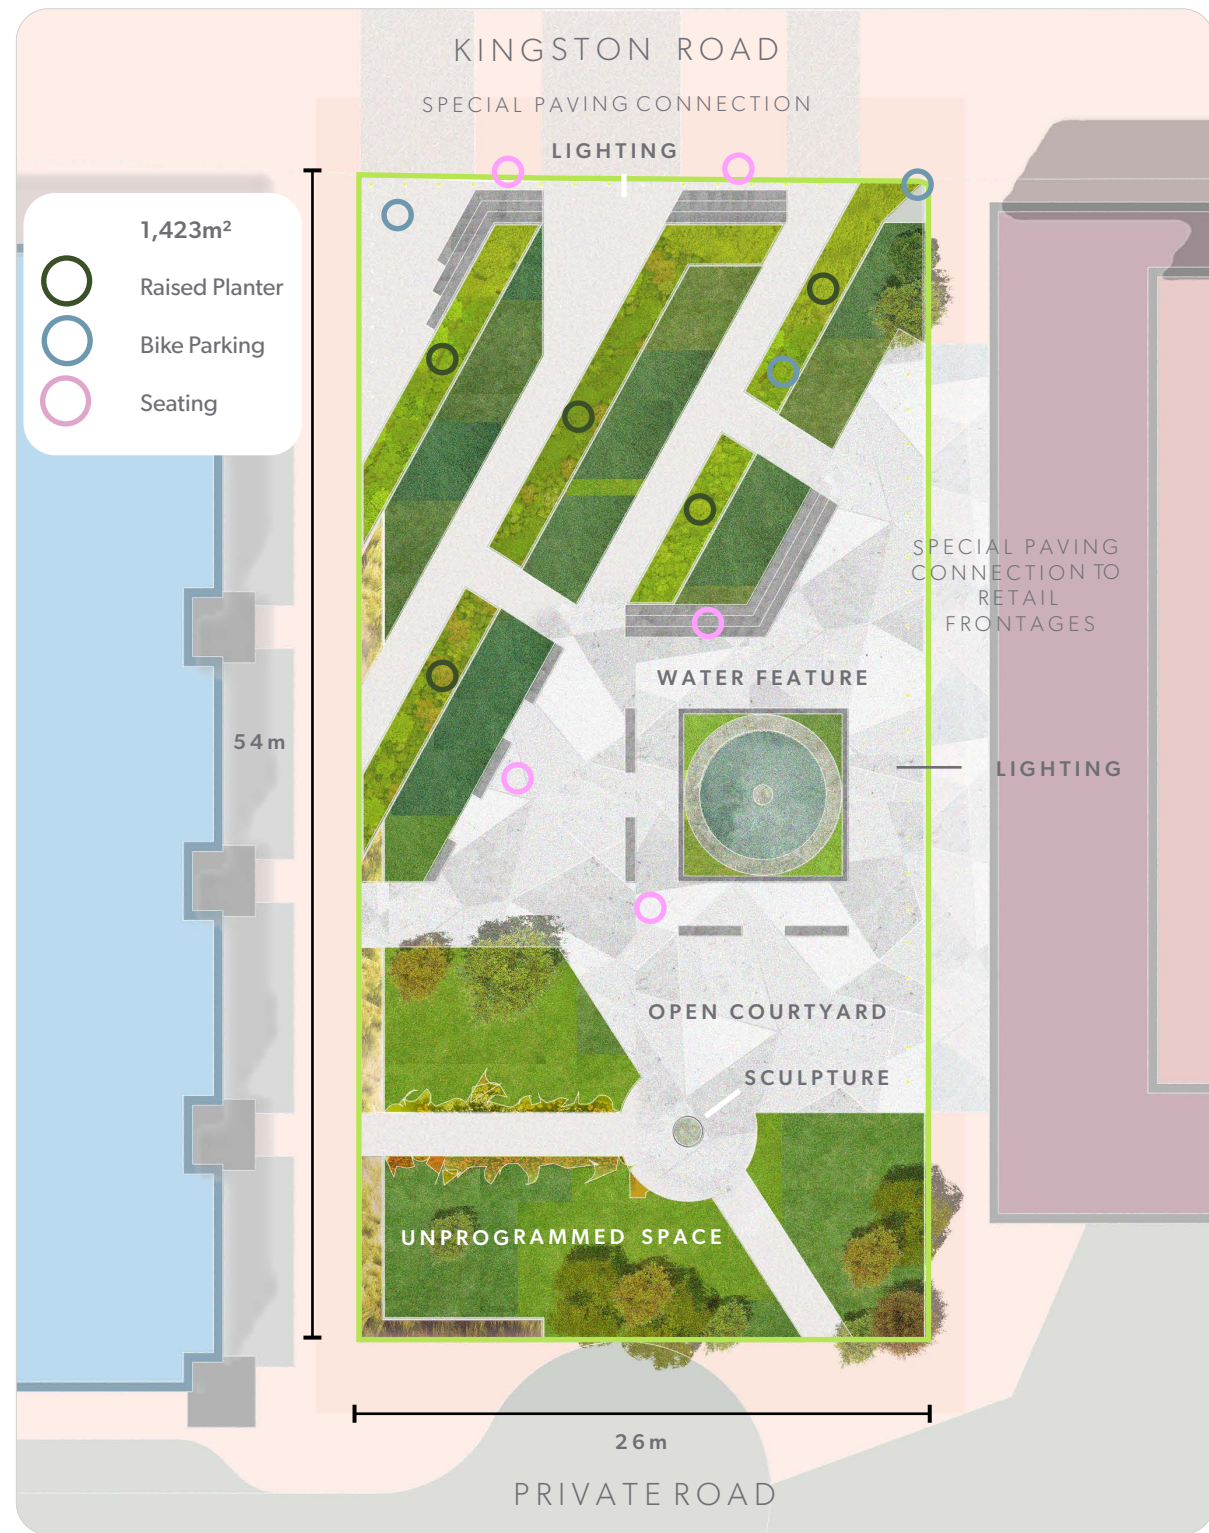 KINGSTON ROAD
SPECIAL PAVING CONNECTION
LIGHTING
1,423m²
Raised Planter
Bike Parking
Seating
SPECIAL PAVING
CONNECTION TO
RETAIL
FRONTAGES
WATER FEATURE
54m
LIGHTING
OPEN COURTYARD
SCULPTURE
UNPROGRAMMED SPACE
26m
PRIVATE ROAD